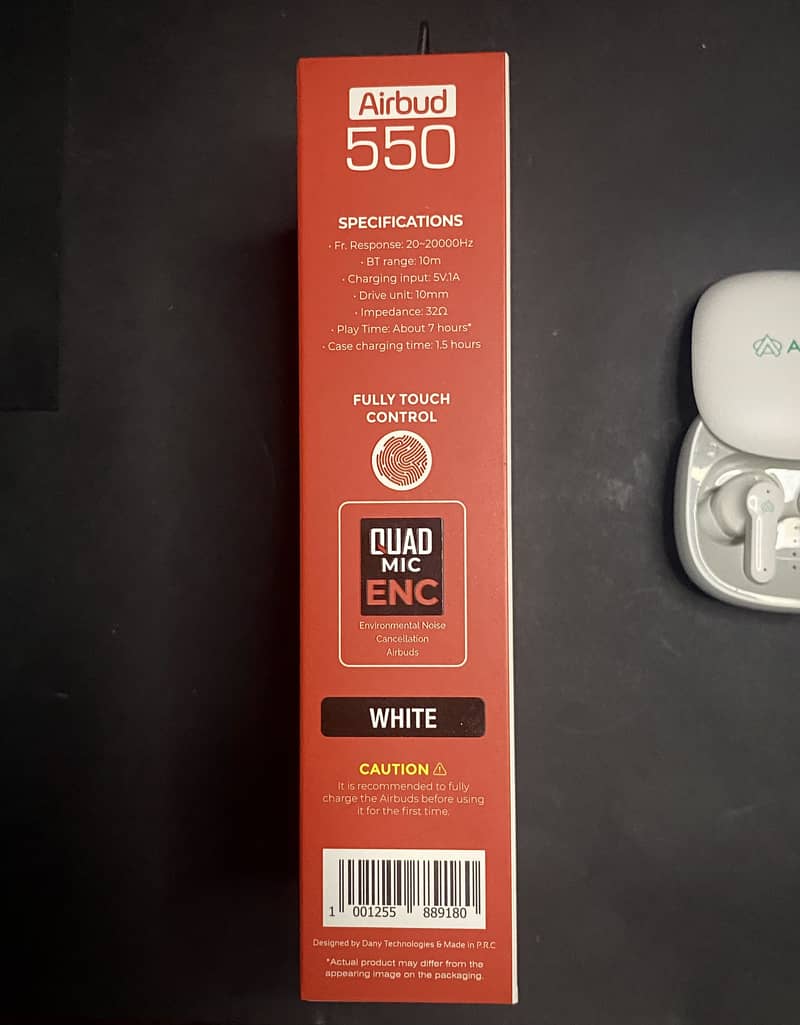 Airbud
550
SPECIFICATIONS
· Fr. Response: 20~20000Hz
· BT range: 10m
· Charging input: 5V.1A
· Drive unit: 10mm
· Impedance: 32Ω
· Play Time: About 7 hours*
· Case charging time: 1.5 hours
FULLY TOUCH
CONTROL
QUAD
MIC
ENC
Environmental Noise
Cancellation
Airbuds
WHITE
CAUTION
It is recommended to fully
charge the Airbuds before using
it for the first time.
1 001255 889180
Designed by Dany Technologies & Made in P.R.C
*Actual product may differ from the
appearing image on the packaging.
A